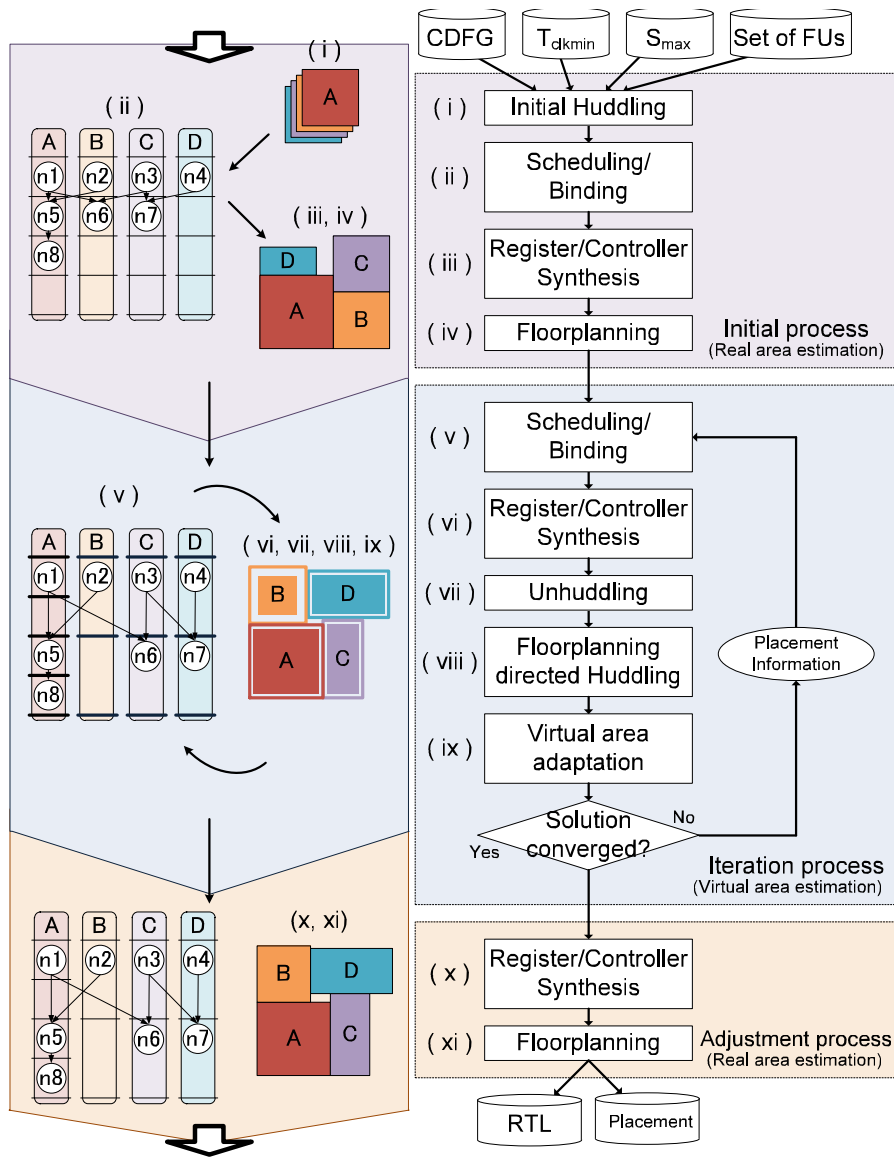 ( i )
A
( ii )
A B C D
n1 n2 n3 n4
n5 n6 n7
n8
(iii, iv)
D C
A B
( v )
A B C D
n1 n2 n3 n4
n5 n6 n7
n8
( vi, vii, viii, ix )
B D
A C
(x, xi)
A B C D
n1 n2 n3 n4
n5 n6 n7
n8
B D
A C
CDFG
Tclkmin
Smax
Set of FUs
( i )
Initial Huddling
( ii )
Scheduling/
Binding
( iii )
Register/Controller
Synthesis
( iv )
Floorplanning
Initial process
(Real area estimation)
( v )
Scheduling/
Binding
( vi )
Register/Controller
Synthesis
( vii )
Unhuddling
( viii )
Floorplanning
directed Huddling
( ix )
Virtual area
adaptation
Placement
Information
Solution
converged?
Yes
No
Iteration process
(Virtual area estimation)
( x )
Register/Controller
Synthesis
( xi )
Floorplanning
Adjustment process
(Real area estimation)
RTL
Placement